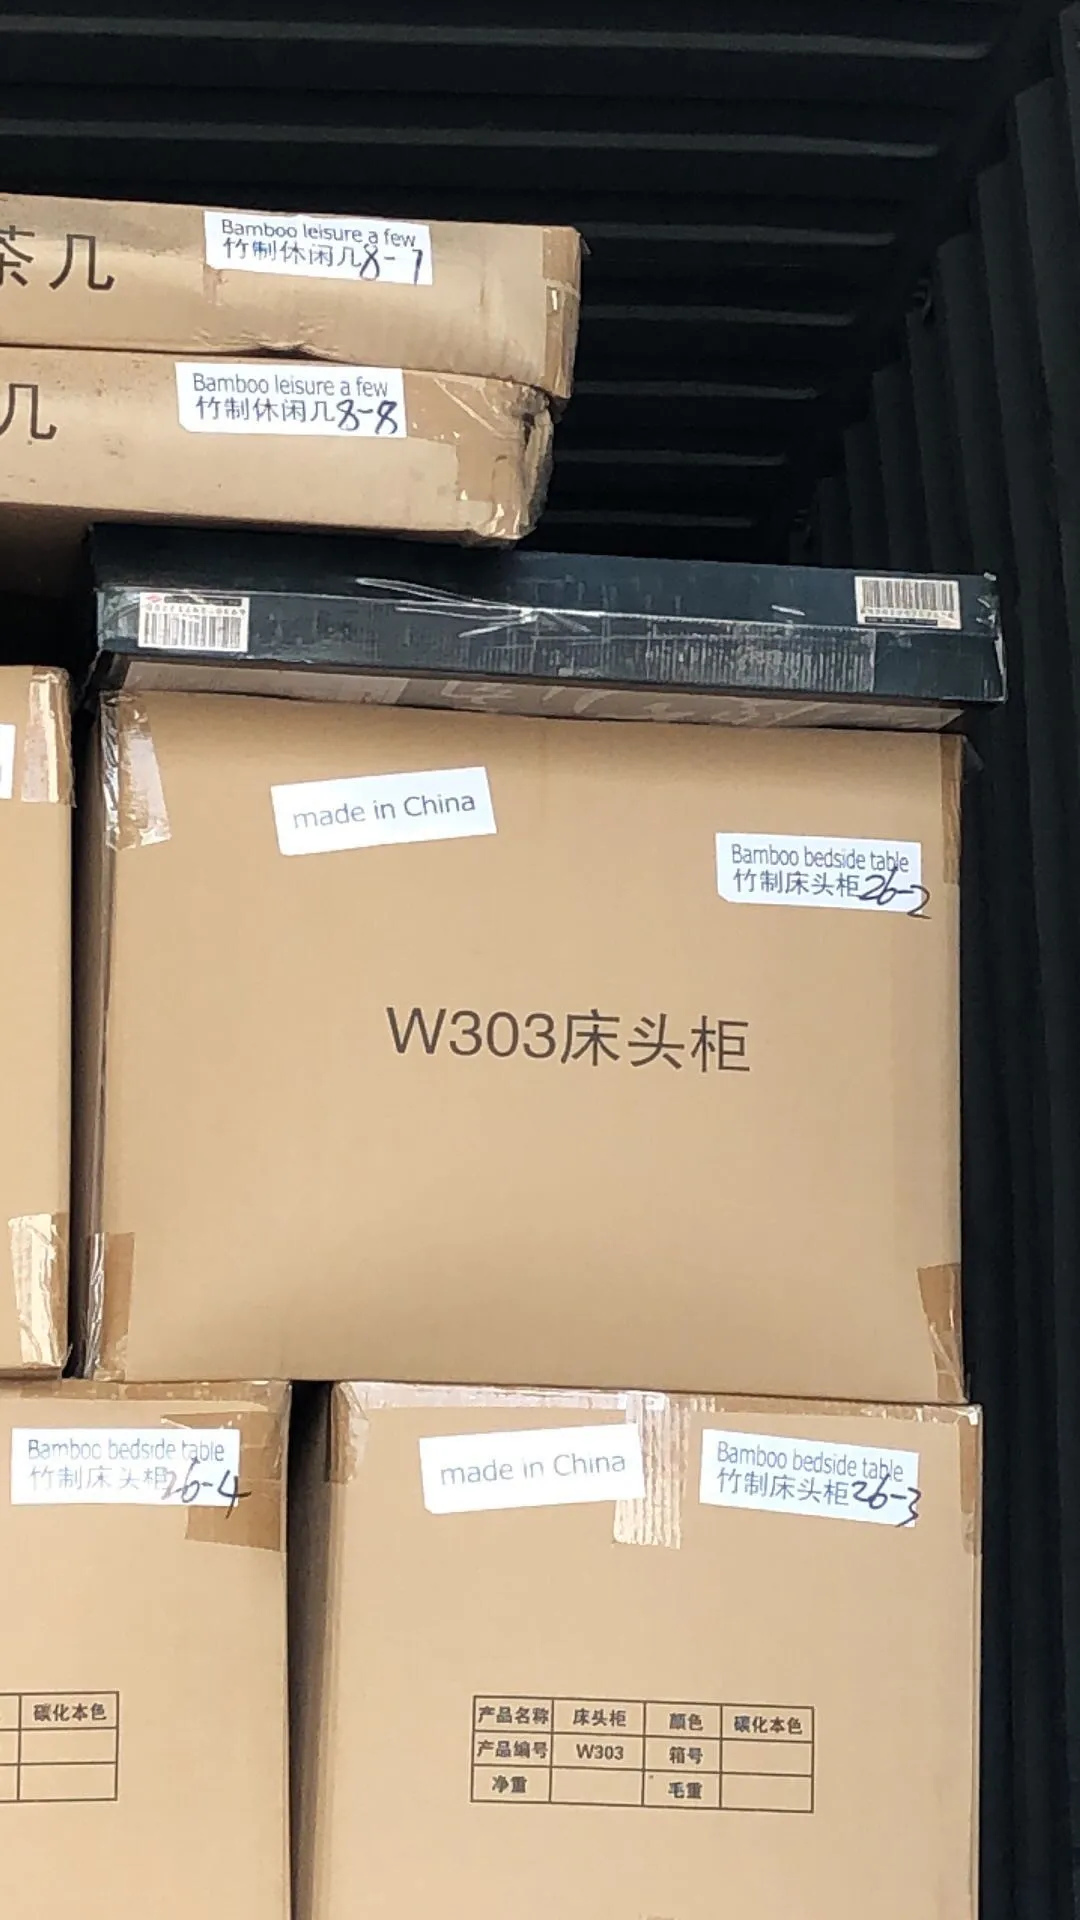 茶几
Bamboo leisure a few
竹制休闲几8-7
几
Bamboo leisure a few
竹制休闲几8-8
made in China
Bamboo bedside table
竹制床头柜26-2
W303床头柜
Bamboo bedside table
竹制床头柜26-4
made in China
Bamboo bedside table
竹制床头柜26-3
碳化本色
产品名称 床头柜 颜色 碳化本色
产品编号 W303 箱号
净重 毛重